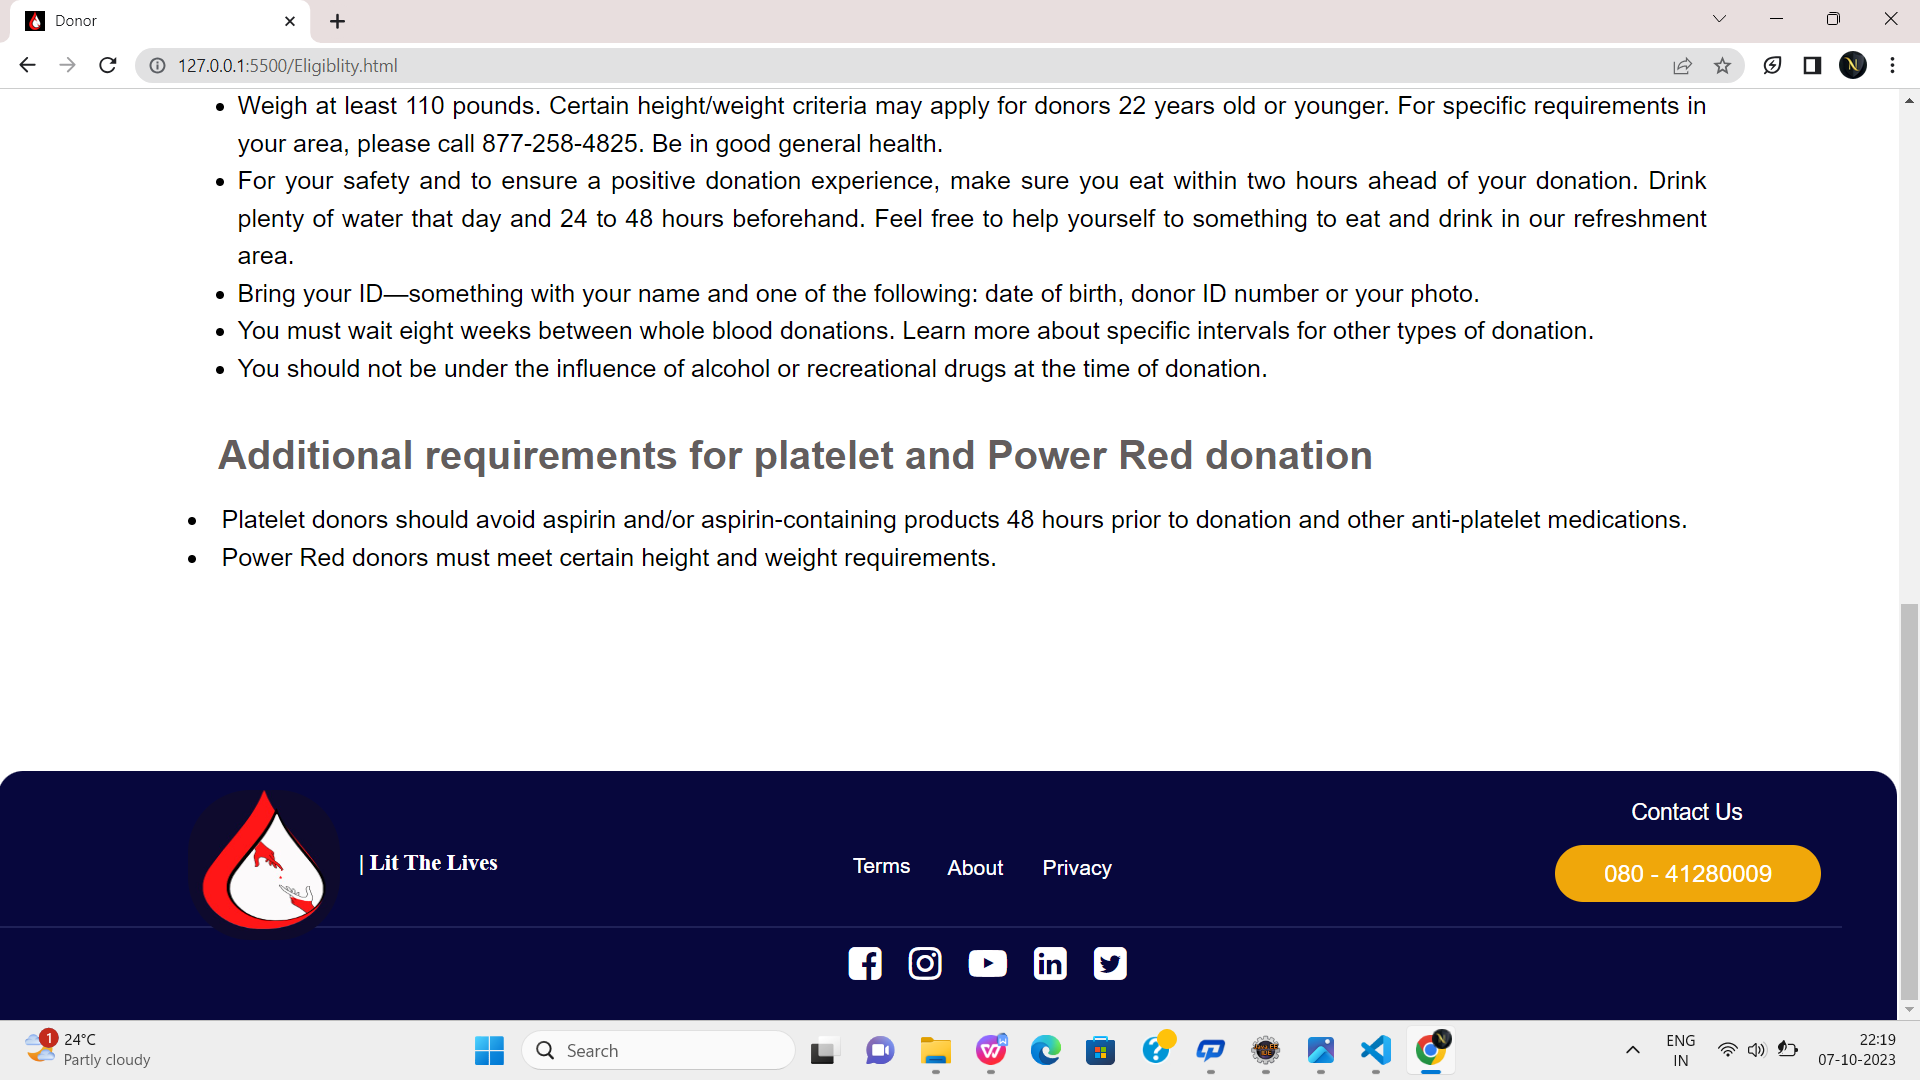 Donor
127.0.0.1:5500/Eligiblity.html
N
• Weigh at least 110 pounds. Certain height/weight criteria may apply for donors 22 years old or younger. For specific requirements in
your area, please call 877-258-4825. Be in good general health.
• For your safety and to ensure a positive donation experience, make sure you eat within two hours ahead of your donation. Drink
plenty of water that day and 24 to 48 hours beforehand. Feel free to help yourself to something to eat and drink in our refreshment
area.
• Bring your ID—something with your name and one of the following: date of birth, donor ID number or your photo.
• You must wait eight weeks between whole blood donations. Learn more about specific intervals for other types of donation.
• You should not be under the influence of alcohol or recreational drugs at the time of donation.
Additional requirements for platelet and Power Red donation
• Platelet donors should avoid aspirin and/or aspirin-containing products 48 hours prior to donation and other anti-platelet medications.
• Power Red donors must meet certain height and weight requirements.
Contact Us
| Lit The Lives
Terms About Privacy
080 - 41280009
1
24°C
Partly cloudy
Search
ENG
IN
22:19
07-10-2023